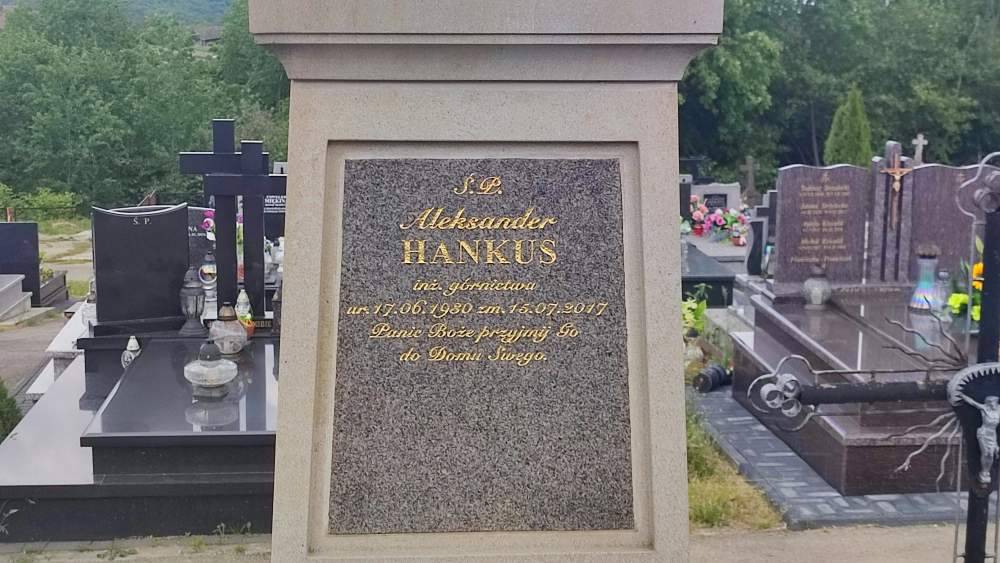 Ś.P.
Aleksander
HANKUS
inż. górnictwa
ur. 17.06.1930 zm. 15.07.2017
Panie Boże przyjmij Go
do Domu Swego.
Ś. P.
Ś.P.